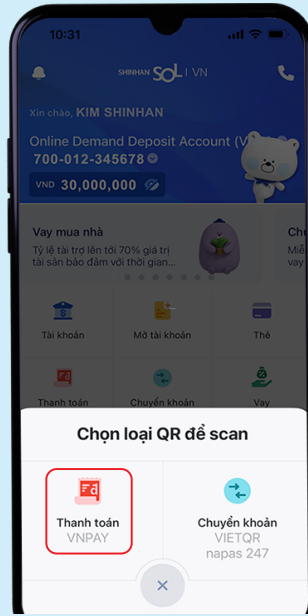 10:31
SHINHAN SOL | VN
Xin chào, KIM SHINHAN
Online Demand Deposit Account (V
700-012-345678
VND 30,000,000
Vay mua nhà
Tỷ lệ tài trợ lên tới 70% giá trị
tài sản bảo đảm với thời gian...
Ch
Miễ
vay
Tài khoản
Mở tài khoản
Thẻ
Thanh toán
Chuyển khoản
Vay
Chọn loại QR để scan
Thanh toán
VNPAY
Chuyển khoản
VIETQR
napas 247